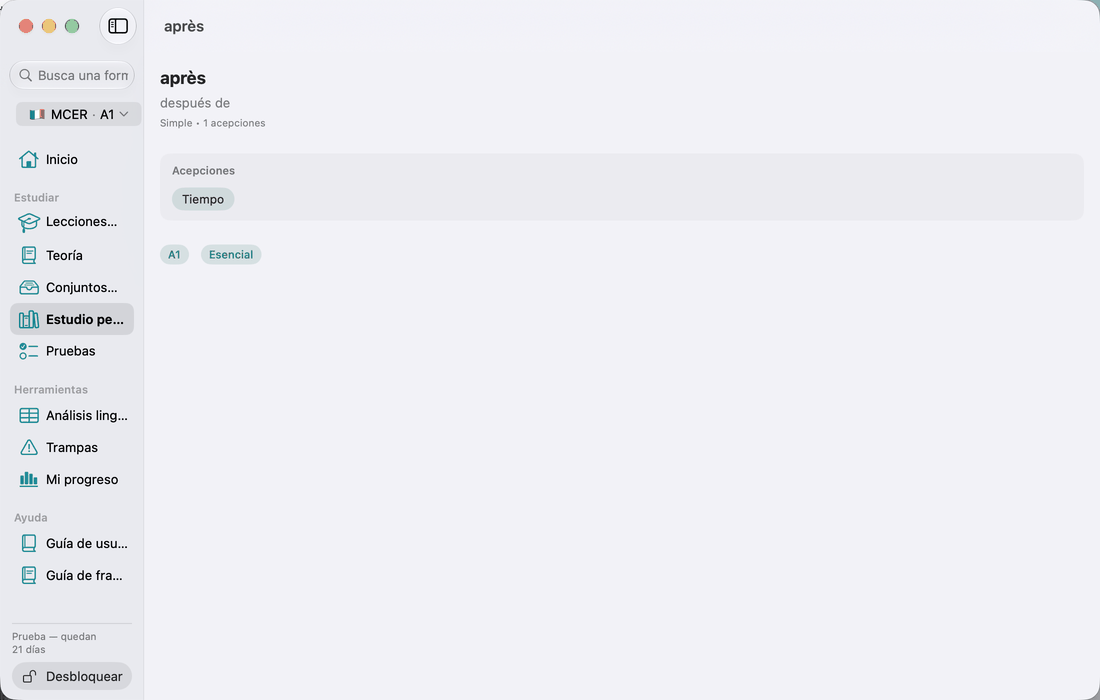 après
Busca una forn
MCER · A1
Inicio
Estudiar
Lecciones...
Teoría
Conjuntos...
Estudio pe...
Pruebas
Herramientas
Análisis ling...
Trampas
Mi progreso
Ayuda
Guía de usu...
Guía de fra...
Prueba — quedan
21 días
Desbloquear
après
después de
Simple • 1 acepciones
Acepciones
Tiempo
A1 Esencial